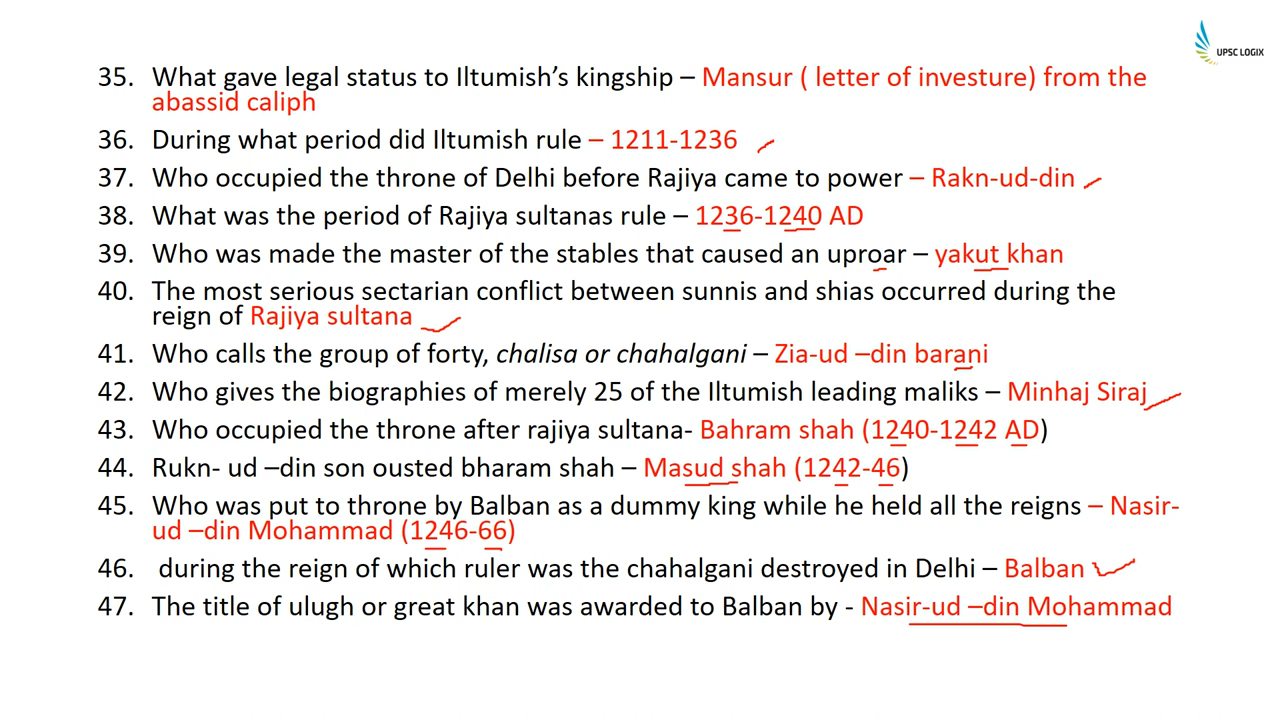 UPSC LOGIX
35. What gave legal status to Iltumish’s kingship – Mansur ( letter of investure) from the
abassid caliph
36. During what period did Iltumish rule – 1211-1236
37. Who occupied the throne of Delhi before Rajiya came to power – Rakn-ud-din
38. What was the period of Rajiya sultanas rule – 1236-1240 AD
39. Who was made the master of the stables that caused an uproar – yakut khan
40. The most serious sectarian conflict between sunnis and shias occurred during the
reign of Rajiya sultana
41. Who calls the group of forty, chalisa or chahalgani – Zia-ud –din barani
42. Who gives the biographies of merely 25 of the Iltumish leading maliks – Minhaj Siraj
43. Who occupied the throne after rajiya sultana- Bahram shah (1240-1242 AD)
44. Rukn- ud –din son ousted bharam shah – Masud shah (1242-46)
45. Who was put to throne by Balban as a dummy king while he held all the reigns – Nasir-
ud –din Mohammad (1246-66)
46. during the reign of which ruler was the chahalgani destroyed in Delhi – Balban
47. The title of ulugh or great khan was awarded to Balban by - Nasir-ud –din Mohammad